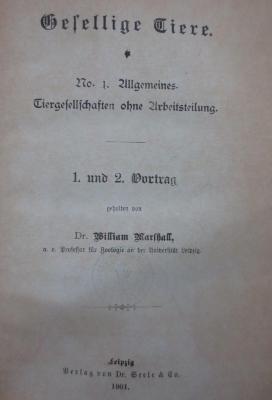 Gesellige Tiere.
No. 1. Allgemeines.
Tiergesellschaften ohne Arbeitsteilung.
1. und 2. Vortrag
gehalten von
Dr. William Marshall,
a. o. Professor für Zoologie an der Universität Leipzig.
Leipzig
Verlag von Dr. Seele & Co.
1901.